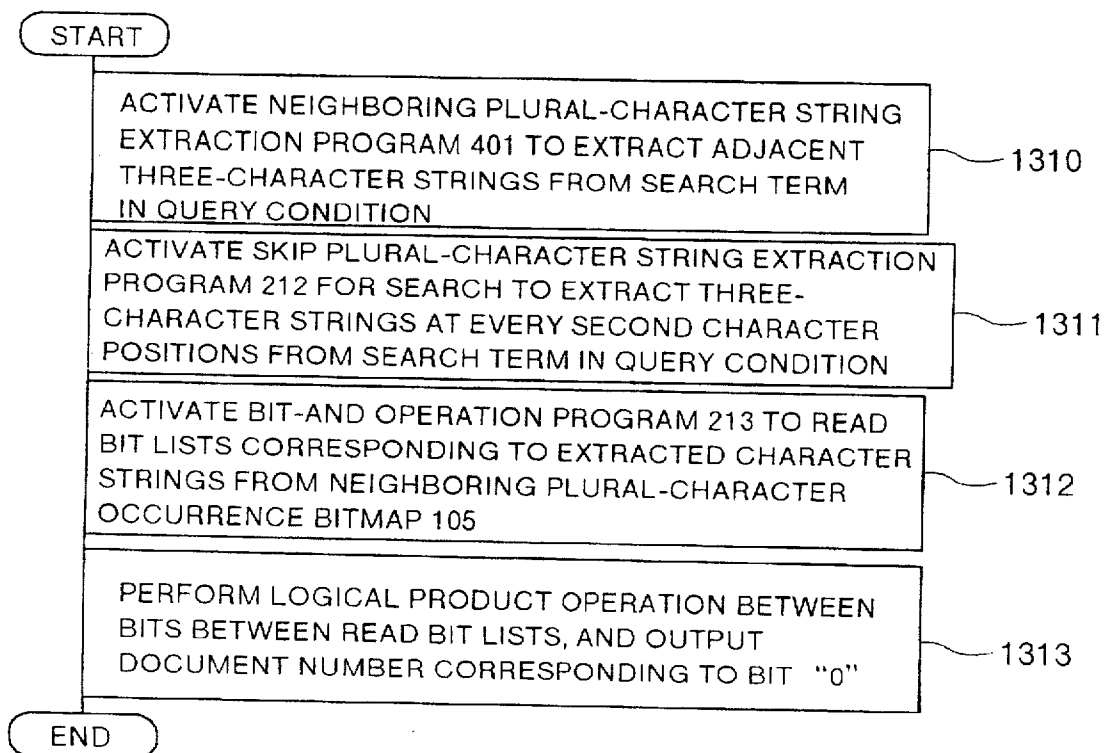 START
ACTIVATE NEIGHBORING PLURAL-CHARACTER STRING
EXTRACTION PROGRAM 401 TO EXTRACT ADJACENT
THREE-CHARACTER STRINGS FROM SEARCH TERM
IN QUERY CONDITION
1310
ACTIVATE SKIP PLURAL-CHARACTER STRING EXTRACTION
PROGRAM 212 FOR SEARCH TO EXTRACT THREE-
CHARACTER STRINGS AT EVERY SECOND CHARACTER
POSITIONS FROM SEARCH TERM IN QUERY CONDITION
1311
ACTIVATE BIT-AND OPERATION PROGRAM 213 TO READ
BIT LISTS CORRESPONDING TO EXTRACTED CHARACTER
STRINGS FROM NEIGHBORING PLURAL-CHARACTER
OCCURRENCE BITMAP 105
1312
PERFORM LOGICAL PRODUCT OPERATION BETWEEN
BITS BETWEEN READ BIT LISTS, AND OUTPUT
DOCUMENT NUMBER CORRESPONDING TO BIT "0"
1313
END